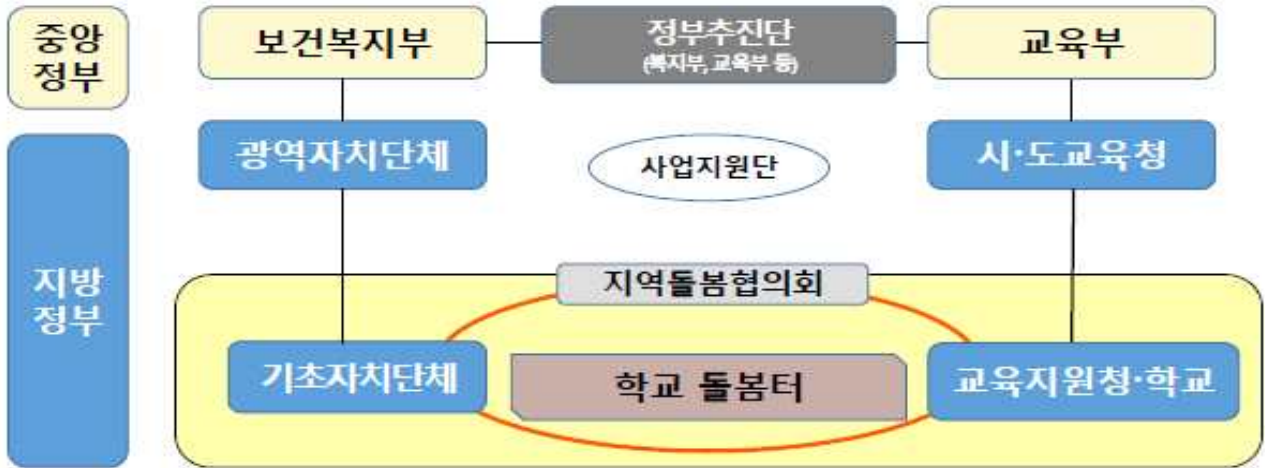 중앙
정부
보건복지부
정부추진단
(복지부, 교육부 등)
교육부
지방
정부
광역자치단체
사업지원단
시·도교육청
지역돌봄협의회
기초자치단체
학교 돌봄터
교육지원청·학교